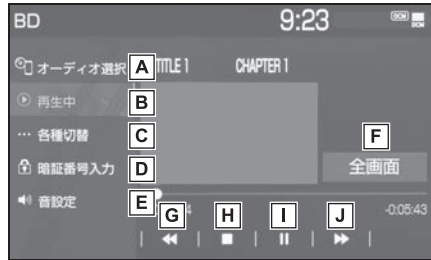 BD 9:23 DCM
オーディオ選択 A TITLE 1 CHAPTER 1
再生中 B
各種切替 C F
暗証番号入力 D 全画面
音設定 E
G H I J -0:05:43